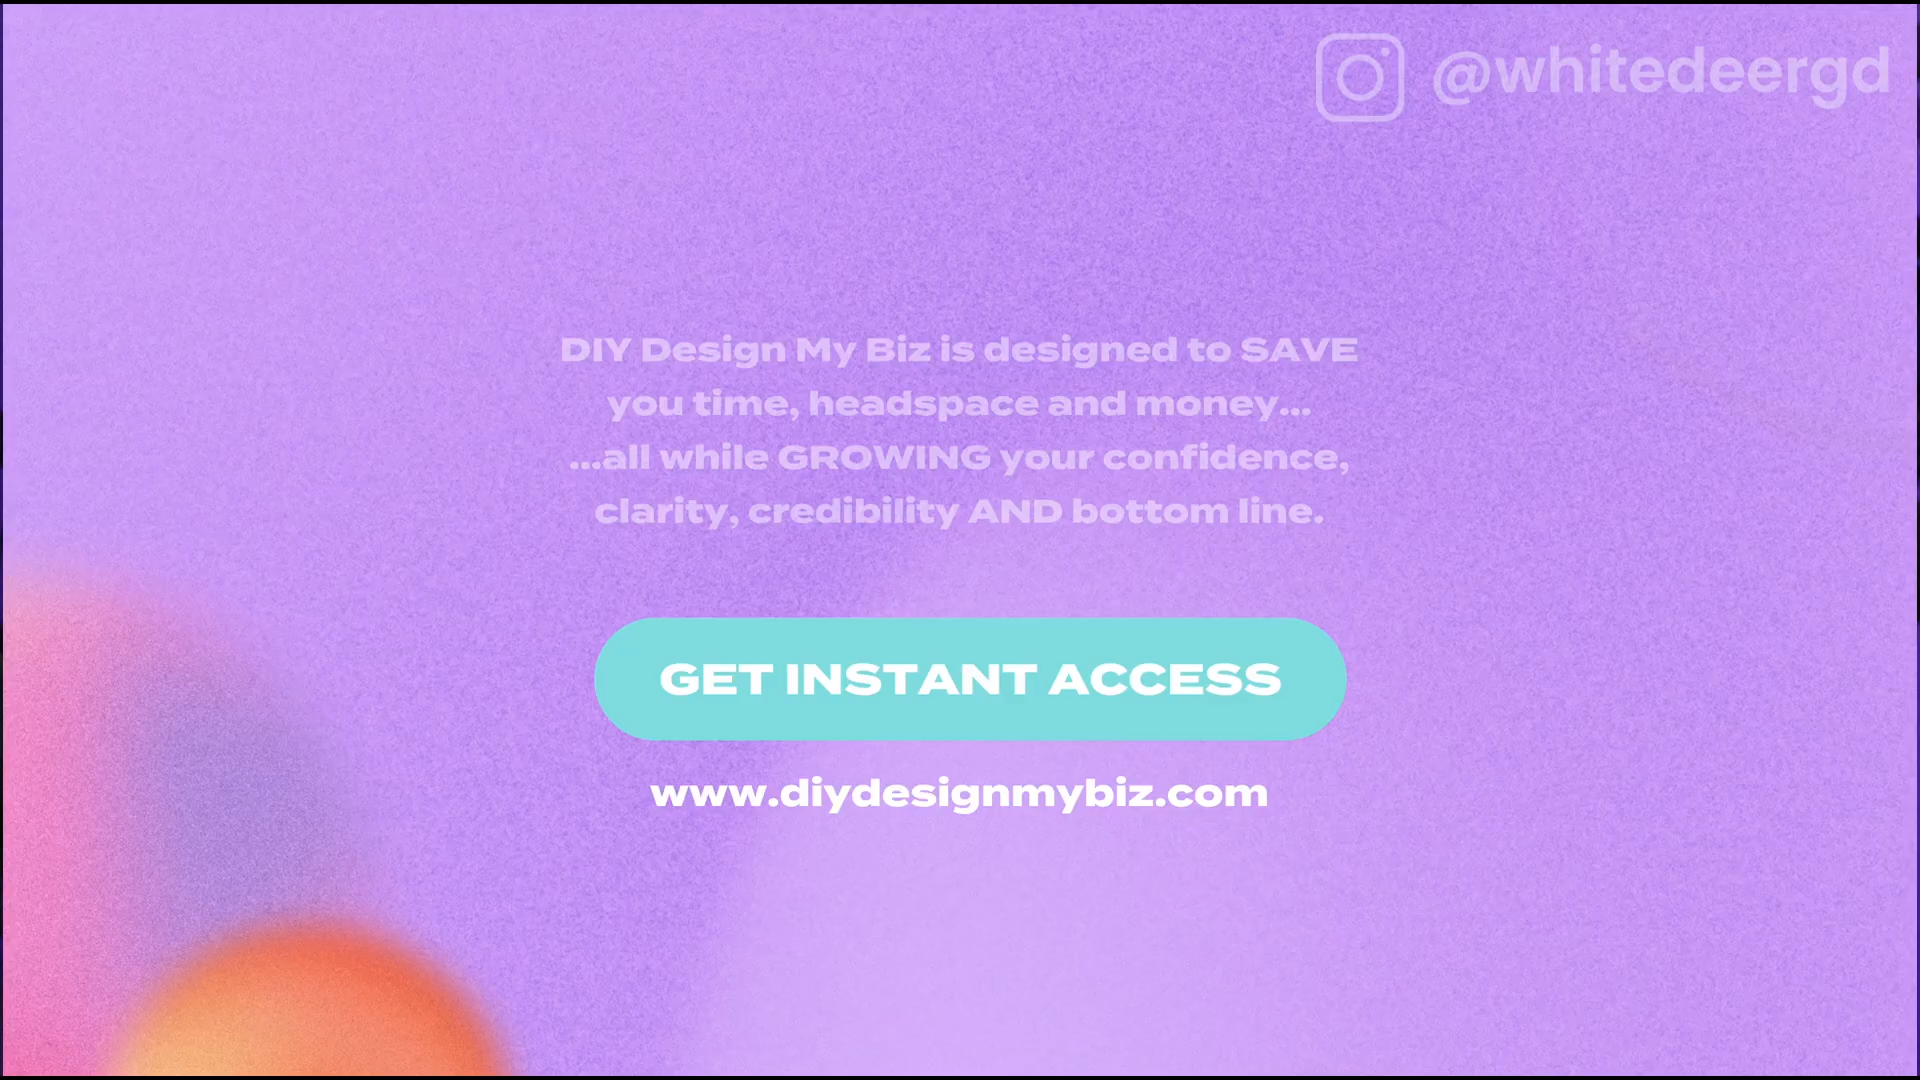 @whitedeergd
DIY Design My Biz is designed to SAVE
you time, headspace and money...
...all while GROWING your confidence,
clarity, credibility AND bottom line.
GET INSTANT ACCESS
www.diydesignmybiz.com